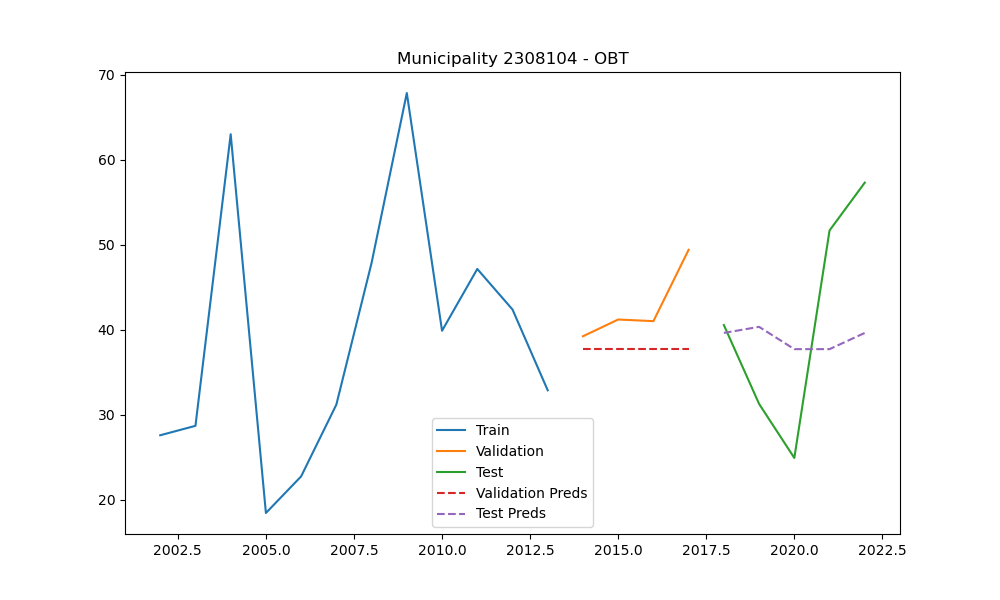 Municipality 2308104 - OBT
70
60
50
40
30
20
2002.5 2005.0 2007.5 2010.0 2012.5 2015.0 2017.5 2020.0 2022.5
Train
Validation
Test
Validation Preds
Test Preds